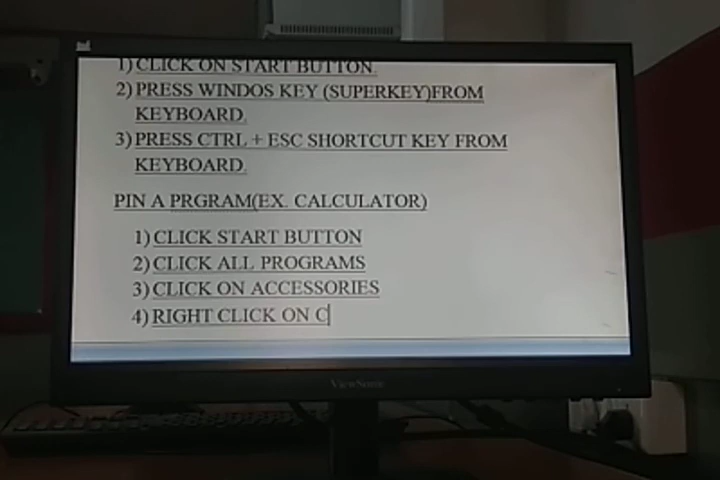 1) CLICK ON START BUTTON
2) PRESS WINDOS KEY (SUPERKEY)FROM
KEYBOARD.
3) PRESS CTRL + ESC SHORTCUT KEY FROM
KEYBOARD.
PIN A PRGRAM(EX. CALCULATOR)
1) CLICK START BUTTON
2) CLICK ALL PROGRAMS
3) CLICK ON ACCESSORIES
4) RIGHT CLICK ON C
ViewSonic